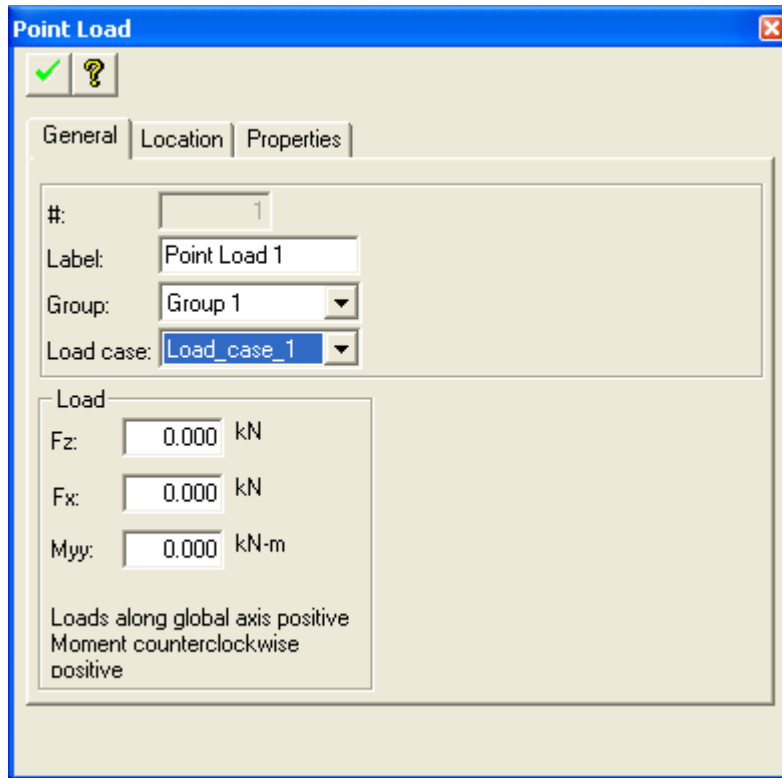 Point Load
General Location Properties
#: 1
Label: Point Load 1
Group: Group 1
Load case: Load_case_1
Load
Fz: 0.000 kN
Fx: 0.000 kN
Myy: 0.000 kN-m
Loads along global axis positive
Moment counterclockwise
positive